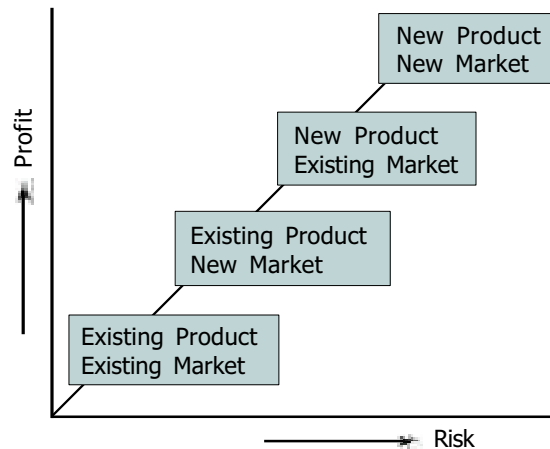 New Product
New Market
New Product
Existing Market
Existing Product
New Market
Existing Product
Existing Market
Profit
Risk